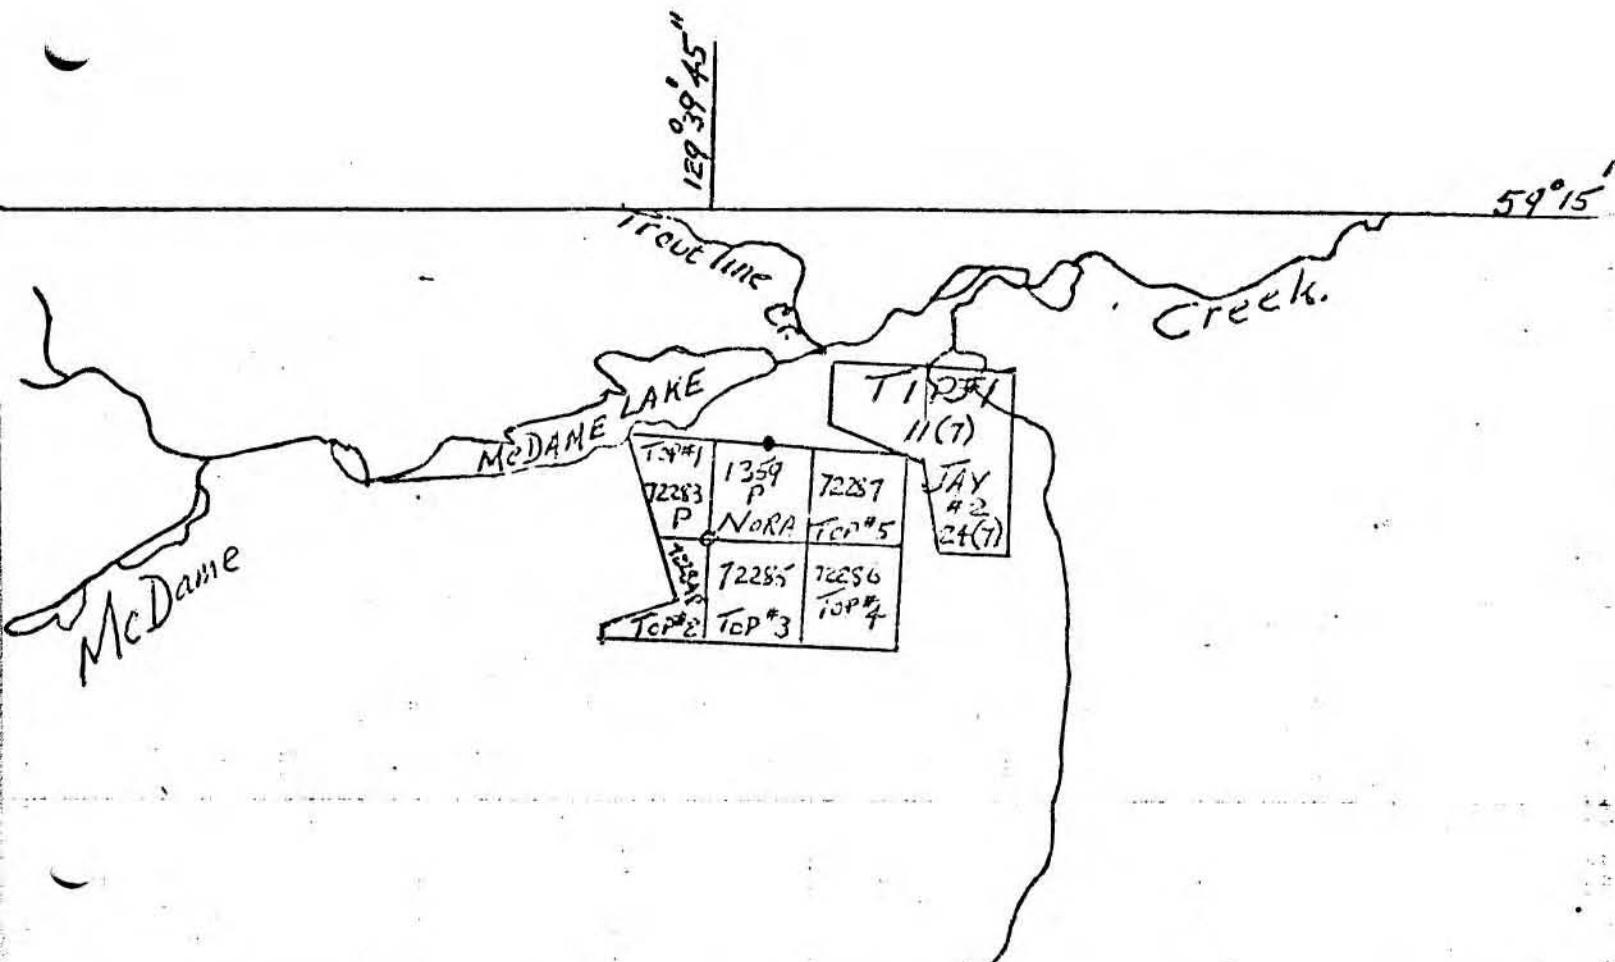 129°39'45"
59°15'
Trout line
Cr.
Creek.
McDAME LAKE
TIP#1
11(7)
JAY
#2
24(7)
TOP#1
72283
P
1359
P
NORA
72287
TOP#5
TOP#2
72285
TOP#3
72286
TOP#4
McDame